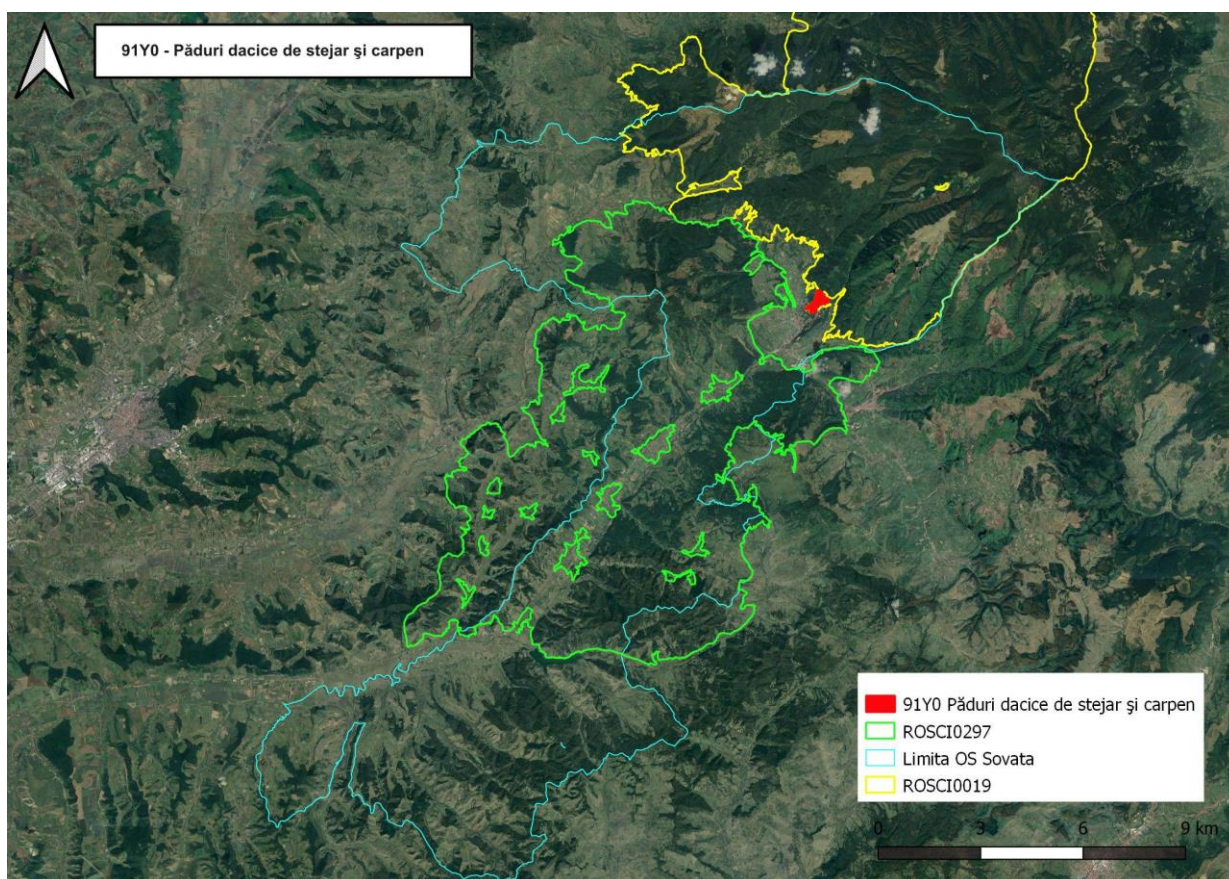 91Y0 - Păduri dacice de stejar şi carpen
91Y0 Păduri dacice de stejar şi carpen
ROSCI0297
Limita OS Sovata
ROSCI0019
0 3 6 9 km